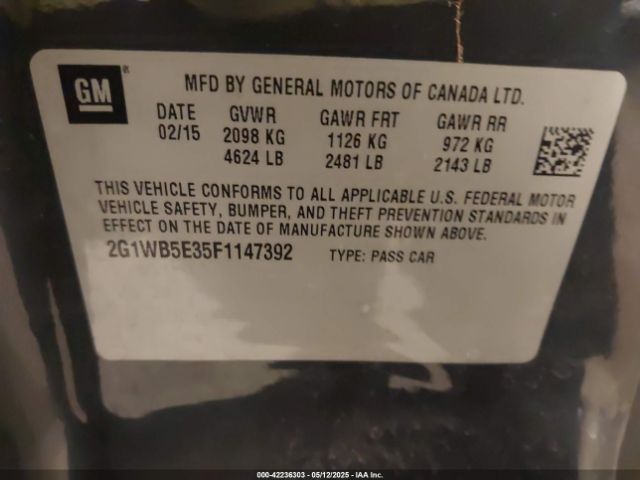 GM ®
MFD BY GENERAL MOTORS OF CANADA LTD.
DATE GVWR GAWR FRT GAWR RR
02/15 2098 KG 1126 KG 972 KG
4624 LB 2481 LB 2143 LB
THIS VEHICLE CONFORMS TO ALL APPLICABLE U.S. FEDERAL MOTOR
VEHICLE SAFETY, BUMPER, AND THEFT PREVENTION STANDARDS IN
EFFECT ON THE DATE OF MANUFACTURE SHOWN ABOVE.
2G1WB5E35F1147392 TYPE: PASS CAR
000-42236303 - 05/12/2025 - IAA Inc.